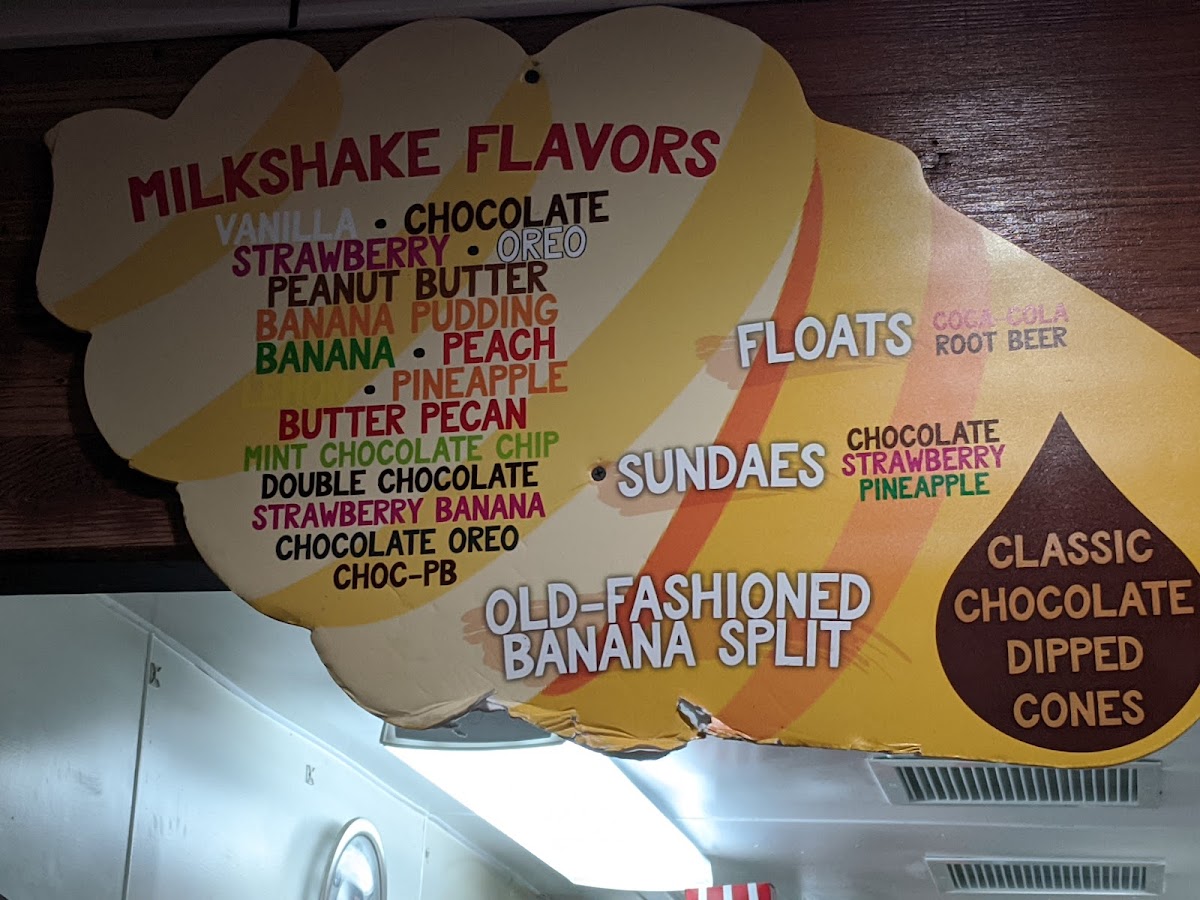 MILKSHAKE FLAVORS
VANILLA • CHOCOLATE
STRAWBERRY • OREO
PEANUT BUTTER
BANANA PUDDING
BANANA • PEACH
LEMON • PINEAPPLE
BUTTER PECAN
MINT CHOCOLATE CHIP
DOUBLE CHOCOLATE
STRAWBERRY BANANA
CHOCOLATE OREO
CHOC-PB
FLOATS
COCA-COLA
ROOT BEER
SUNDAES
CHOCOLATE
STRAWBERRY
PINEAPPLE
OLD-FASHIONED
BANANA SPLIT
CLASSIC
CHOCOLATE
DIPPED
CONES